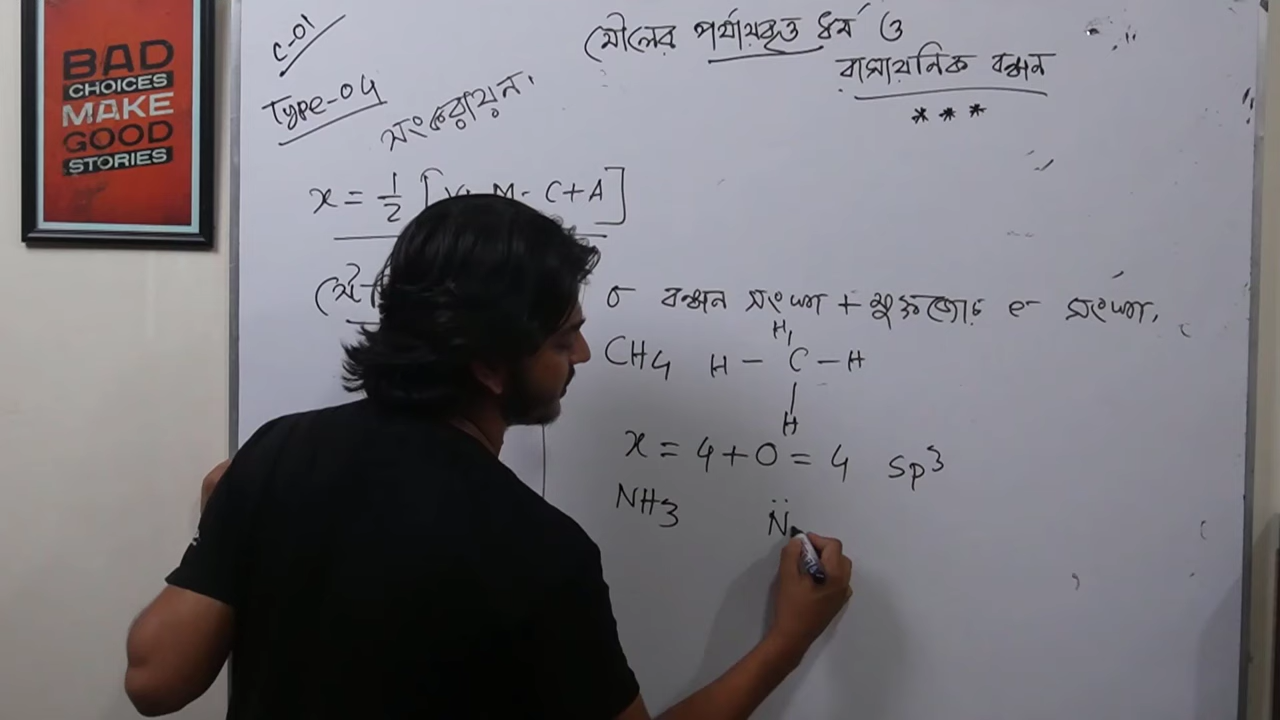 BAD
CHOICES
MAKE
GOOD
STORIES
C-01
Type-04
সংকরায়ন
মৌলের পর্যায়বৃত্ত ধর্ম ও
রাসায়নিক বন্ধন
***
x = 1/2 [V+M-C+A]
σ বন্ধন সংখ্যা + মুক্তজোড় e- সংখ্যা
CH4 H - C - H
H
H
x = 4+0 = 4 sp3
NH3 N̈